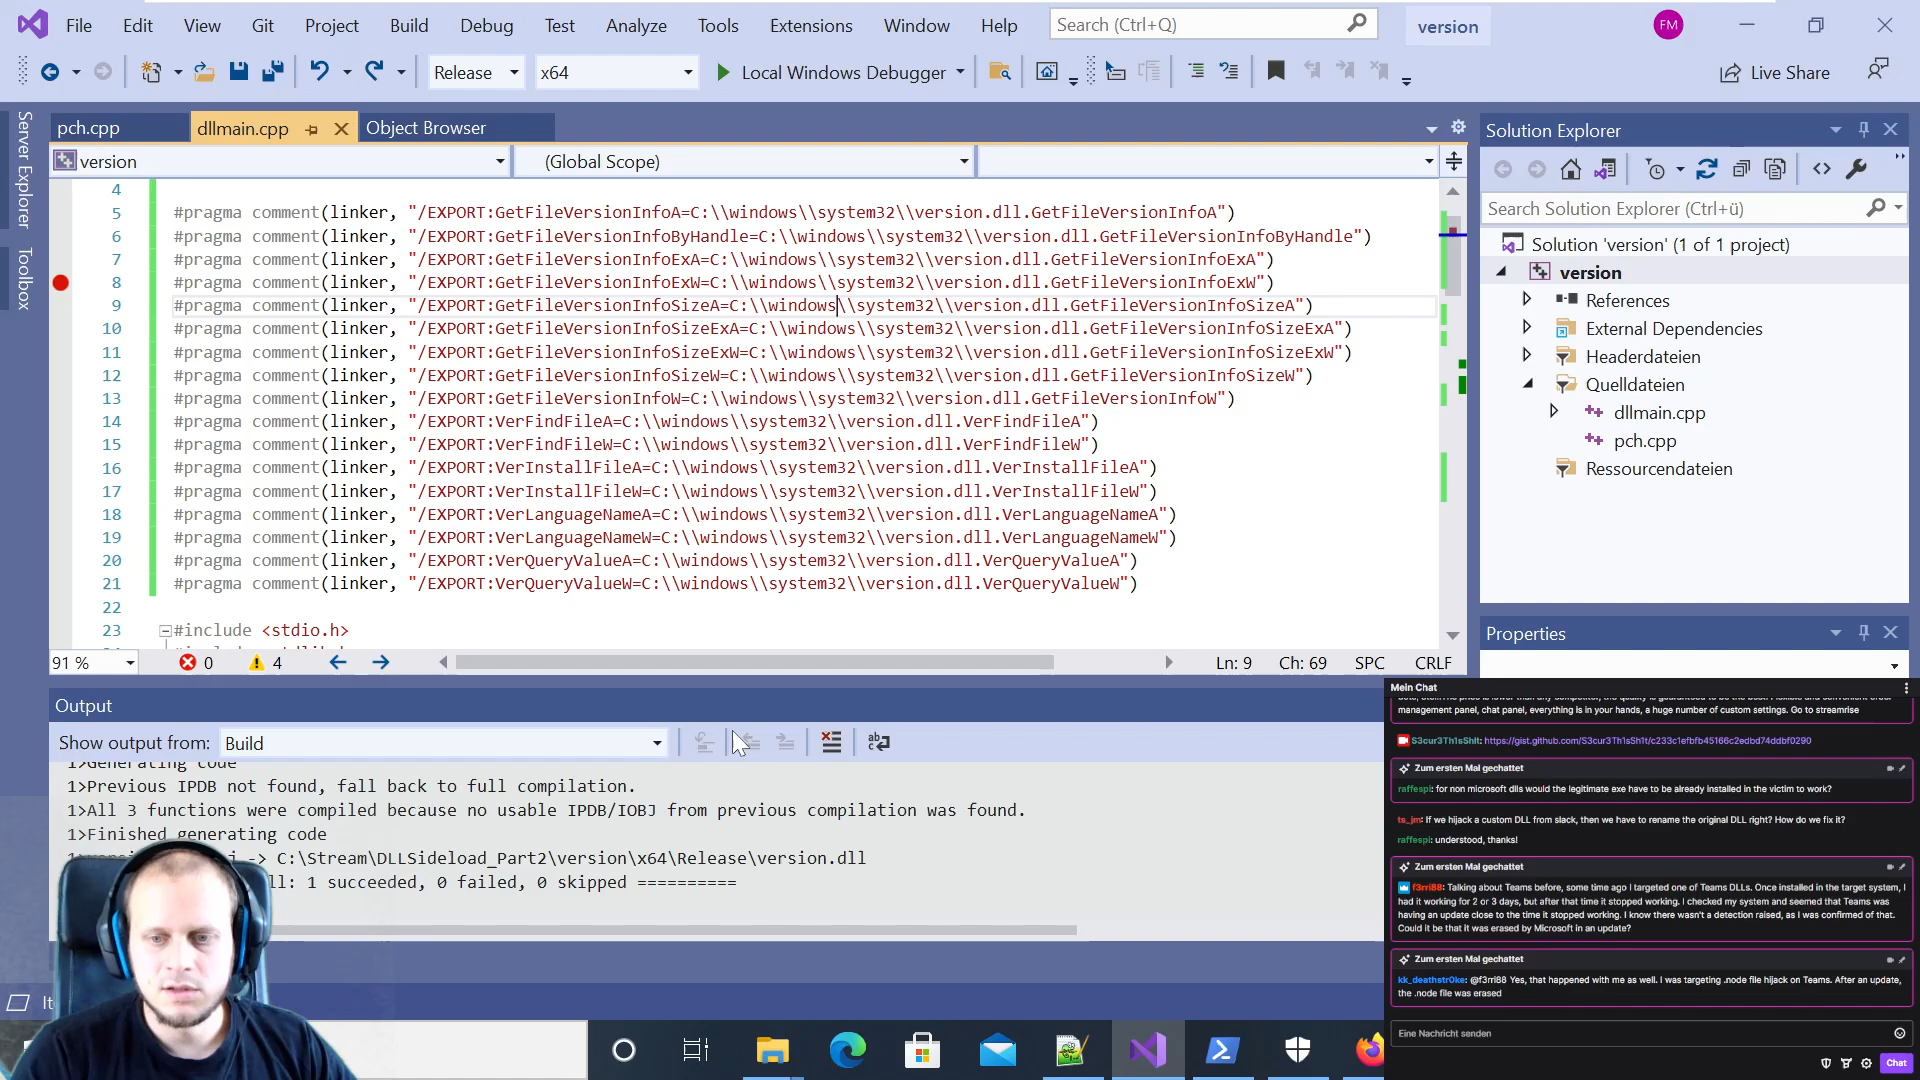 File Edit View Git Project Build Debug Test Analyze Tools Extensions Window Help Search (Ctrl+Q) version FM
Release x64 Local Windows Debugger Live Share
Server Explorer
Toolbox
pch.cpp dllmain.cpp Object Browser
version (Global Scope)
4
5 #pragma comment(linker, "/EXPORT:GetFileVersionInfoA=C:\\windows\\system32\\version.dll.GetFileVersionInfoA")
6 #pragma comment(linker, "/EXPORT:GetFileVersionInfoByHandle=C:\\windows\\system32\\version.dll.GetFileVersionInfoByHandle")
7 #pragma comment(linker, "/EXPORT:GetFileVersionInfoExA=C:\\windows\\system32\\version.dll.GetFileVersionInfoExA")
8 #pragma comment(linker, "/EXPORT:GetFileVersionInfoExW=C:\\windows\\system32\\version.dll.GetFileVersionInfoExW")
9 #pragma comment(linker, "/EXPORT:GetFileVersionInfoSizeA=C:\\windows\\system32\\version.dll.GetFileVersionInfoSizeA")
10 #pragma comment(linker, "/EXPORT:GetFileVersionInfoSizeExA=C:\\windows\\system32\\version.dll.GetFileVersionInfoSizeExA")
11 #pragma comment(linker, "/EXPORT:GetFileVersionInfoSizeExW=C:\\windows\\system32\\version.dll.GetFileVersionInfoSizeExW")
12 #pragma comment(linker, "/EXPORT:GetFileVersionInfoSizeW=C:\\windows\\system32\\version.dll.GetFileVersionInfoSizeW")
13 #pragma comment(linker, "/EXPORT:GetFileVersionInfoW=C:\\windows\\system32\\version.dll.GetFileVersionInfoW")
14 #pragma comment(linker, "/EXPORT:VerFindFileA=C:\\windows\\system32\\version.dll.VerFindFileA")
15 #pragma comment(linker, "/EXPORT:VerFindFileW=C:\\windows\\system32\\version.dll.VerFindFileW")
16 #pragma comment(linker, "/EXPORT:VerInstallFileA=C:\\windows\\system32\\version.dll.VerInstallFileA")
17 #pragma comment(linker, "/EXPORT:VerInstallFileW=C:\\windows\\system32\\version.dll.VerInstallFileW")
18 #pragma comment(linker, "/EXPORT:VerLanguageNameA=C:\\windows\\system32\\version.dll.VerLanguageNameA")
19 #pragma comment(linker, "/EXPORT:VerLanguageNameW=C:\\windows\\system32\\version.dll.VerLanguageNameW")
20 #pragma comment(linker, "/EXPORT:VerQueryValueA=C:\\windows\\system32\\version.dll.VerQueryValueA")
21 #pragma comment(linker, "/EXPORT:VerQueryValueW=C:\\windows\\system32\\version.dll.VerQueryValueW")
22
23 #include <stdio.h>
91 % 0 4 Ln: 9 Ch: 69 SPC CRLF
Solution Explorer
Search Solution Explorer (Ctrl+ü)
Solution 'version' (1 of 1 project)
version
References
External Dependencies
Headerdateien
Quelldateien
dllmain.cpp
pch.cpp
Ressourcendateien
Properties
Output
Show output from: Build
1>Generating code
1>Previous IPDB not found, fall back to full compilation.
1>All 3 functions were compiled because no usable IPDB/IOBJ from previous compilation was found.
1>Finished generating code
-> C:\Stream\DLLSideload_Part2\version\x64\Release\version.dll
ll: 1 succeeded, 0 failed, 0 skipped ==========
Mein Chat
management panel, chat panel, everything is in your hands, a huge number of custom settings. Go to streamrise
S3cur3Th1sSh!t: https://gist.github.com/S3cur3Th1sSh1t/c233c1efbfb45166c2edbd74ddbf0290
Zum ersten Mal gechattet
raffespi: for non microsoft dlls would the legitimate exe have to be already installed in the victim to work?
ts_jm: If we hijack a custom DLL from slack, then we have to rename the original DLL right? How do we fix it?
raffespi: understood, thanks!
Zum ersten Mal gechattet
f3rri88: Talking about Teams before, some time ago I targeted one of Teams DLLs. Once installed in the target system, I
had it working for 2 or 3 days, but after that time it stopped working. I checked my system and seemed that Teams was
having an update close to the time it stopped working. I know there wasn't a detection raised, as I was confirmed of that.
Could it be that it was erased by Microsoft in an update?
Zum ersten Mal gechattet
kk_deathstr0ke: @f3rri88 Yes, that happened with me as well. I was targeting .node file hijack on Teams. After an update,
the .node file was erased
Eine Nachricht senden
Chat